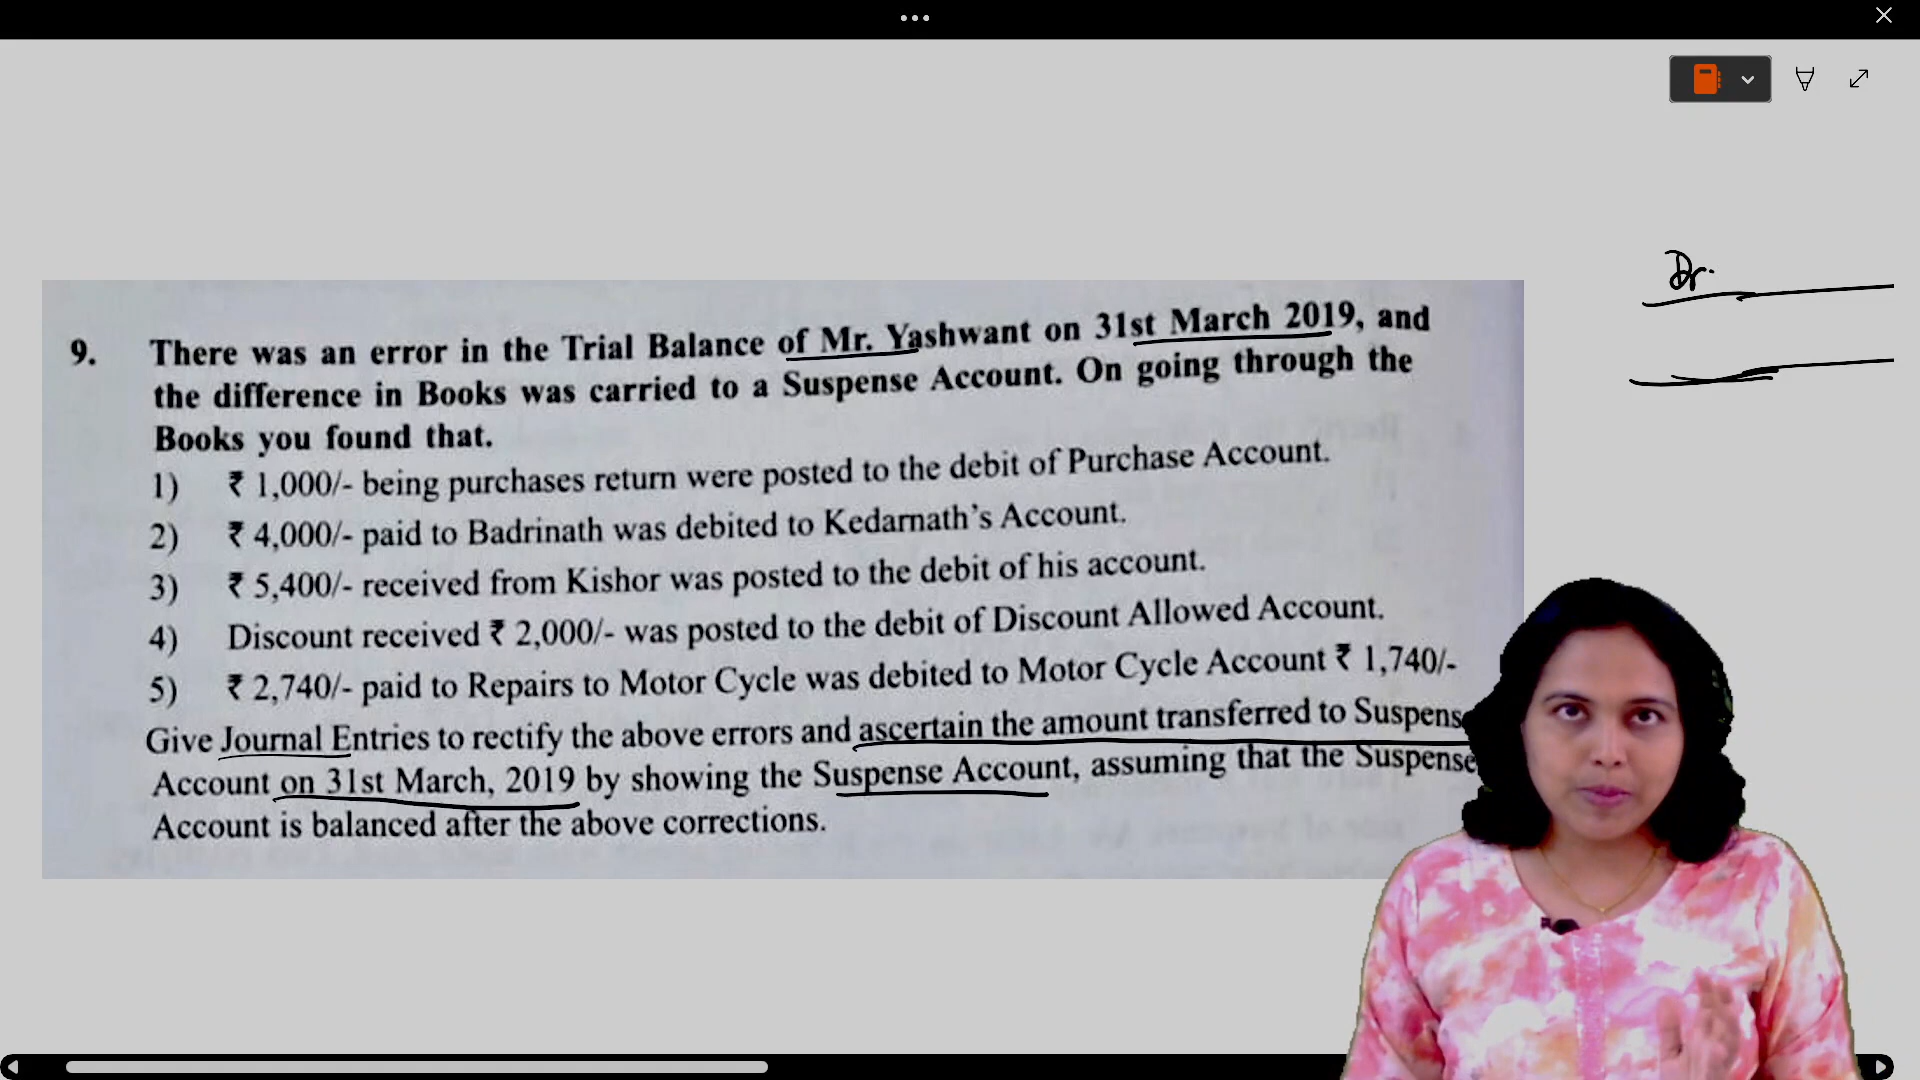 Dr.
9. There was an error in the Trial Balance of Mr. Yashwant on 31st March 2019, and
the difference in Books was carried to a Suspense Account. On going through the
Books you found that.
1) ₹ 1,000/- being purchases return were posted to the debit of Purchase Account.
2) ₹ 4,000/- paid to Badrinath was debited to Kedarnath's Account.
3) ₹ 5,400/- received from Kishor was posted to the debit of his account.
4) Discount received ₹ 2,000/- was posted to the debit of Discount Allowed Account.
5) ₹ 2,740/- paid to Repairs to Motor Cycle was debited to Motor Cycle Account ₹ 1,740/-
Give Journal Entries to rectify the above errors and ascertain the amount transferred to Suspens
Account on 31st March, 2019 by showing the Suspense Account, assuming that the Suspense
Account is balanced after the above corrections.